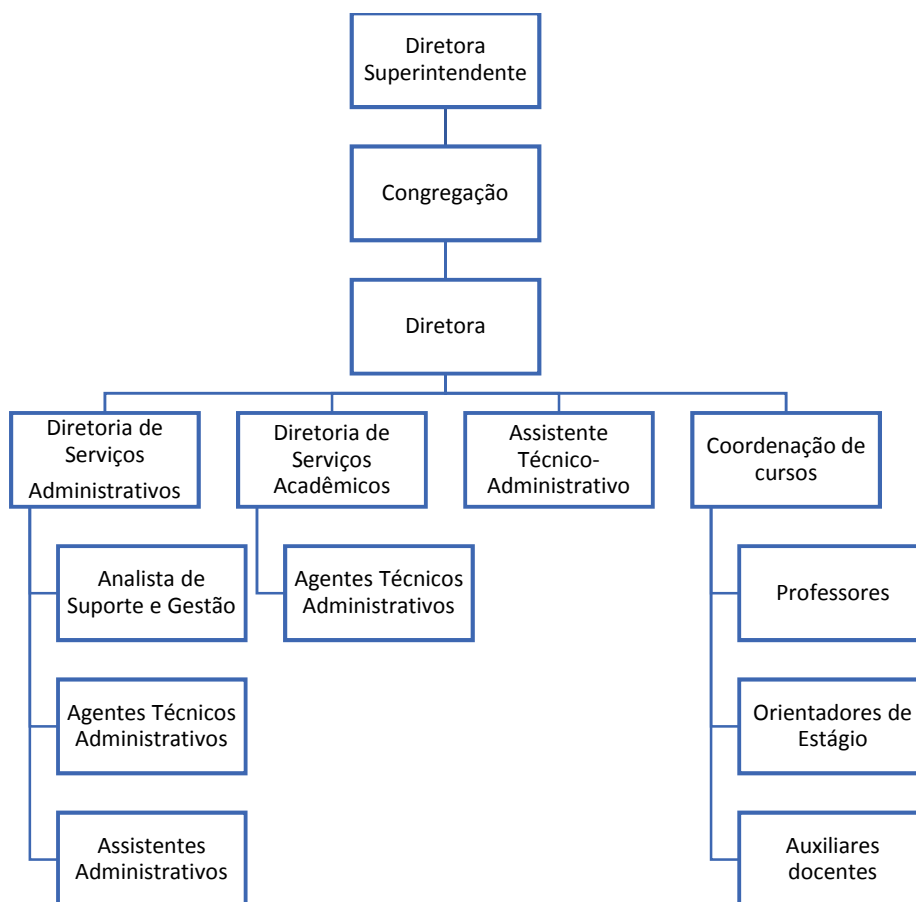 Diretora
Superintendente
Congregação
Diretora
Diretoria de
Serviços
Administrativos
Diretoria de
Serviços
Acadêmicos
Assistente
Técnico-
Administrativo
Coordenação de
cursos
Analista de
Suporte e Gestão
Agentes Técnicos
Administrativos
Professores
Agentes Técnicos
Administrativos
Orientadores de
Estágio
Assistentes
Administrativos
Auxiliares
docentes